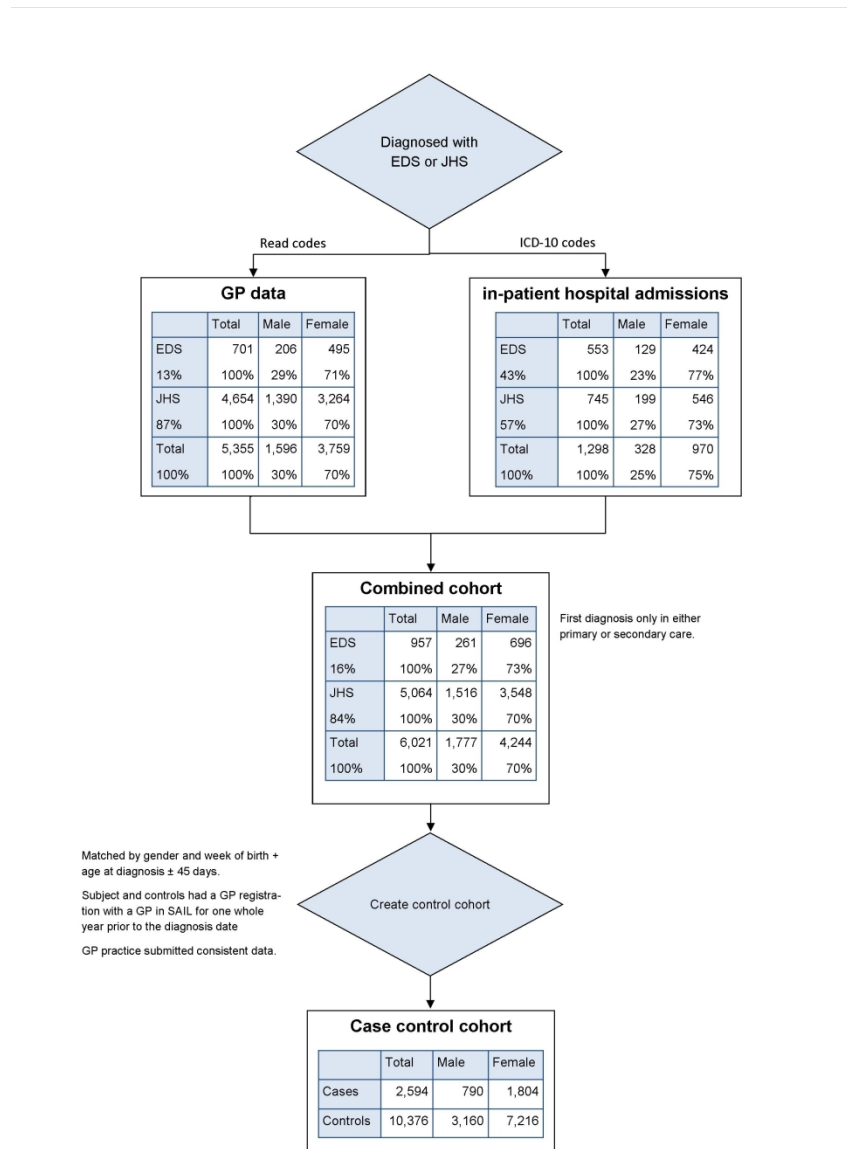 Diagnosed with
EDS or JHS
Read codes
ICD-10 codes
GP data
Total Male Female
EDS 701 206 495
13% 100% 29% 71%
JHS 4,654 1,390 3,264
87% 100% 30% 70%
Total 5,355 1,596 3,759
100% 100% 30% 70%
in-patient hospital admissions
Total Male Female
EDS 553 129 424
43% 100% 23% 77%
JHS 745 199 546
57% 100% 27% 73%
Total 1,298 328 970
100% 100% 25% 75%
Combined cohort
Total Male Female
EDS 957 261 696
16% 100% 27% 73%
JHS 5,064 1,516 3,548
84% 100% 30% 70%
Total 6,021 1,777 4,244
100% 100% 30% 70%
First diagnosis only in either
primary or secondary care.
Matched by gender and week of birth +
age at diagnosis ± 45 days.
Subject and controls had a GP registra-
tion with a GP in SAIL for one whole
year prior to the diagnosis date
GP practice submitted consistent data.
Create control cohort
Case control cohort
Total Male Female
Cases 2,594 790 1,804
Controls 10,376 3,160 7,216